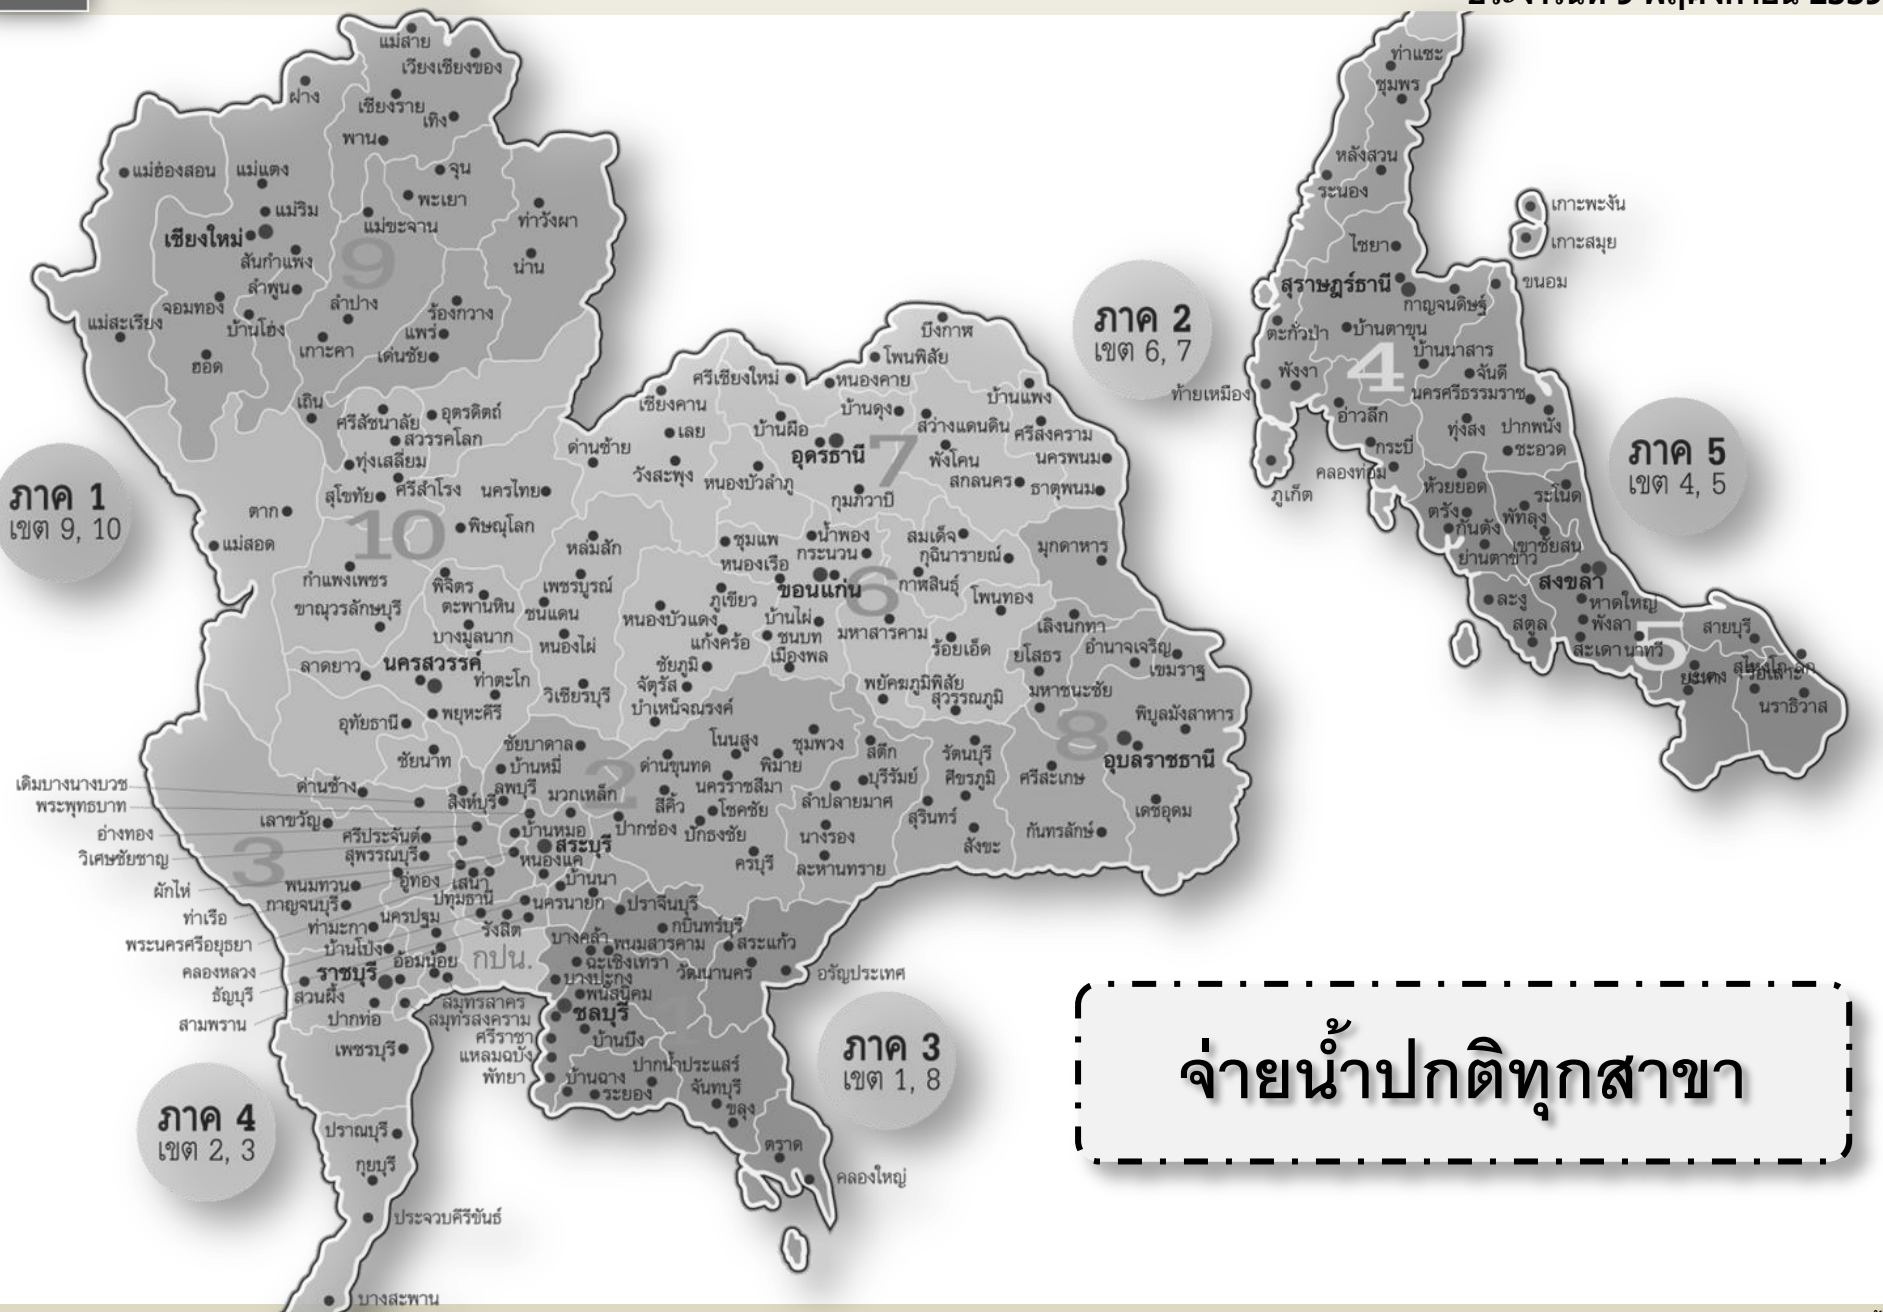 แม่สาย
เวียงเชียงของ
ฝาง
เชียงราย
เทิง
พาน
จุน
แม่ฮ่องสอน
แม่แตง
พะเยา
แม่ริม
แม่ขะจาน
ท่าวังผา
เชียงใหม่
สันกำแพง
น่าน
9
ลำพูน
จอมทอง
ลำปาง
ร้องกวาง
แม่สะเรียง
บ้านโฮ่ง
แพร่
เกาะคา
เด่นชัย
ฮอด
เถิน
ศรีสัชนาลัย
อุตรดิตถ์
สวรรคโลก
ทุ่งเสลี่ยม
สุโขทัย
ศรีสำโรง
นครไทย
ภาค 1
เขต 9, 10
ตาก
พิษณุโลก
10
แม่สอด
หล่มสัก
กำแพงเพชร
พิจิตร
เพชรบูรณ์
ขาณุวรลักษบุรี
ตะพานหิน
ชนแดน
บางมูลนาก
หนองไผ่
ลาดยาว
นครสวรรค์
ท่าตะโก
วิเชียรบุรี
อุทัยธานี
พยุหะคีรี
ชัยนาท
บึงกาฬ
โพนพิสัย
ศรีเชียงใหม่
หนองคาย
เชียงคาน
บ้านดุง
บ้านแพง
เลย
บ้านผือ
สว่างแดนดิน
ศรีสงคราม
ด่านซ้าย
อุดรธานี
7
พังโคน
นครพนม
วังสะพุง
หนองบัวลำภู
สกลนคร
ธาตุพนม
กุมภวาปี
ชุมแพ
น้ำพอง
สมเด็จ
กระนวน
กุฉินารายณ์
มุกดาหาร
หนองเรือ
ขอนแก่น
6
กาฬสินธุ์
ภูเขียว
โพนทอง
หนองบัวแดง
บ้านไผ่
แก้งคร้อ
ชนบท
มหาสารคาม
เลิงนกทา
ชัยภูมิ
เมืองพล
ร้อยเอ็ด
ยโสธร
อำนาจเจริญ
เขมราฐ
จัตุรัส
พยัคฆภูมิพิสัย
มหาชนะชัย
บำเหน็จณรงค์
สุวรรณภูมิ
พิบูลมังสาหาร
ชัยบาดาล
โนนสูง
ชุมพวง
สตึก
รัตนบุรี
8
อุบลราชธานี
บ้านหมี่
ด่านขุนทด
พิมาย
บุรีรัมย์
ศีขรภูมิ
ศรีสะเกษ
2
นครราชสีมา
ลำปลายมาศ
เดชอุดม
สีคิ้ว
โชคชัย
สุรินทร์
ปากช่อง
ปักธงชัย
นางรอง
สังขะ
กันทรลักษ์
ครบุรี
ละหานทราย
เดิมบางนางบวช
ด่านช้าง
ลพบุรี
มวกเหล็ก
พระพุทธบาท
สิงห์บุรี
อ่างทอง
เลาขวัญ
ศรีประจันต์
บ้านหมอ
วิเศษชัยชาญ
สุพรรณบุรี
สระบุรี
3
หนองแค
ผักไห่
พนมทวน
อู่ทอง
เสนา
บ้านนา
ท่าเรือ
กาญจนบุรี
ปทุมธานี
นครนายก
ปราจีนบุรี
ท่ามะกา
นครปฐม
รังสิต
กบินทร์บุรี
พระนครศรีอยุธยา
บ้านโป่ง
บางคล้า
พนมสารคาม
สระแก้ว
คลองหลวง
ราชบุรี
อ้อมน้อย
กปน.
ฉะเชิงเทรา
วัฒนานคร
อรัญประเทศ
ธัญบุรี
สวนผึ้ง
บางปะกง
สามพราน
ปากท่อ
สมุทรสาคร
พนัสนิคม
สมุทรสงคราม
ชลบุรี
1
เพชรบุรี
ศรีราชา
บ้านบึง
แหลมฉบัง
ปากน้ำประแสร์
พัทยา
บ้านฉาง
ระยอง
จันทบุรี
ขลุง
ตราด
คลองใหญ่
ภาค 3
เขต 1, 8
ภาค 4
เขต 2, 3
ปราณบุรี
กุยบุรี
ประจวบคีรีขันธ์
บางสะพาน
ภาค 2
เขต 6, 7
ท่าแซะ
ชุมพร
หลังสวน
ระนอง
เกาะพะงัน
เกาะสมุย
ไชยา
สุราษฎร์ธานี
ขนอม
กาญจนดิษฐ์
ตะกั่วป่า
บ้านตาขุน
4
บ้านนาสาร
พังงา
จันดี
ท้ายเหมือง
นครศรีธรรมราช
อ่าวลึก
ทุ่งสง
ปากพนัง
กระบี่
ชะอวด
คลองท่อม
ภูเก็ต
ห้วยยอด
ระโนด
ตรัง
กันตัง
พัทลุง
ย่านตาขาว
เขาชัยสน
สงขลา
ละงู
หาดใหญ่
สตูล
พังลา
5
สะเดา
นาทวี
สายบุรี
สุไหงโก-ลก
นราธิวาส
ภาค 5
เขต 4, 5
จ่ายน้ำปกติทุกสาขา